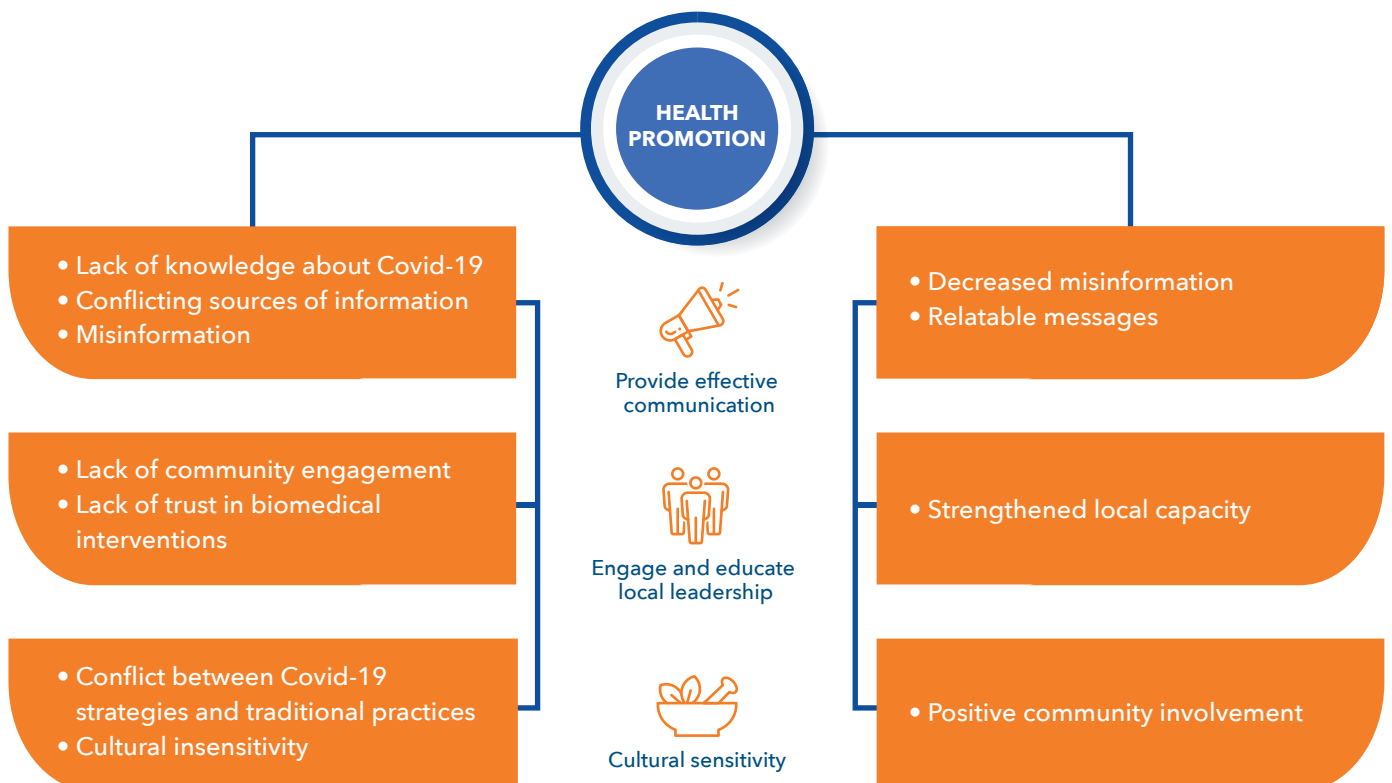 HEALTH
PROMOTION
• Lack of knowledge about Covid-19
• Conflicting sources of information
• Misinformation
Provide effective
communication
• Decreased misinformation
• Relatable messages
• Lack of community engagement
• Lack of trust in biomedical
interventions
Engage and educate
local leadership
• Strengthened local capacity
• Conflict between Covid-19
strategies and traditional practices
• Cultural insensitivity
Cultural sensitivity
• Positive community involvement